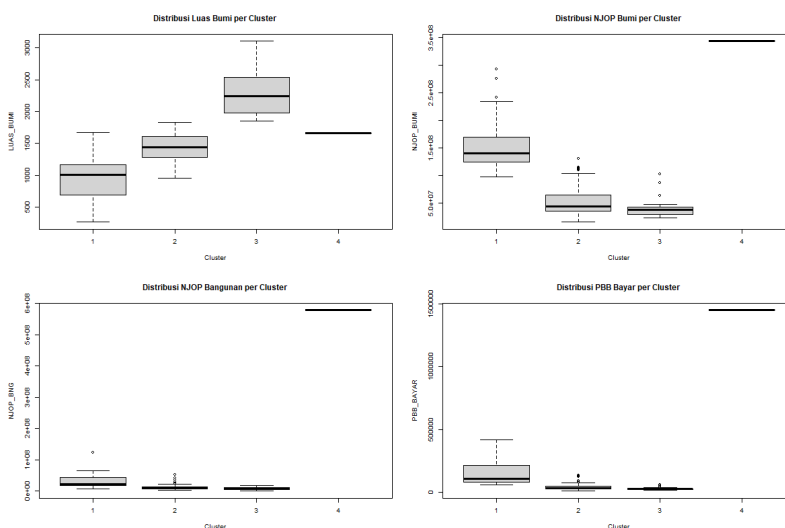 Distribusi Luas Bumi per Cluster
LUAS_BUMI
3000
2500
2000
1500
1000
500
1 2 3 4
Cluster
Distribusi NJOP Bumi per Cluster
NJOP_BUMI
3.5e+08
2.5e+08
1.5e+08
5.0e+07
1 2 3 4
Cluster
Distribusi NJOP Bangunan per Cluster
NJOP_BNG
6e+08
5e+08
4e+08
3e+08
2e+08
1e+08
0e+00
1 2 3 4
Cluster
Distribusi PBB Bayar per Cluster
PBB_BAYAR
1500000
1000000
500000
0
1 2 3 4
Cluster